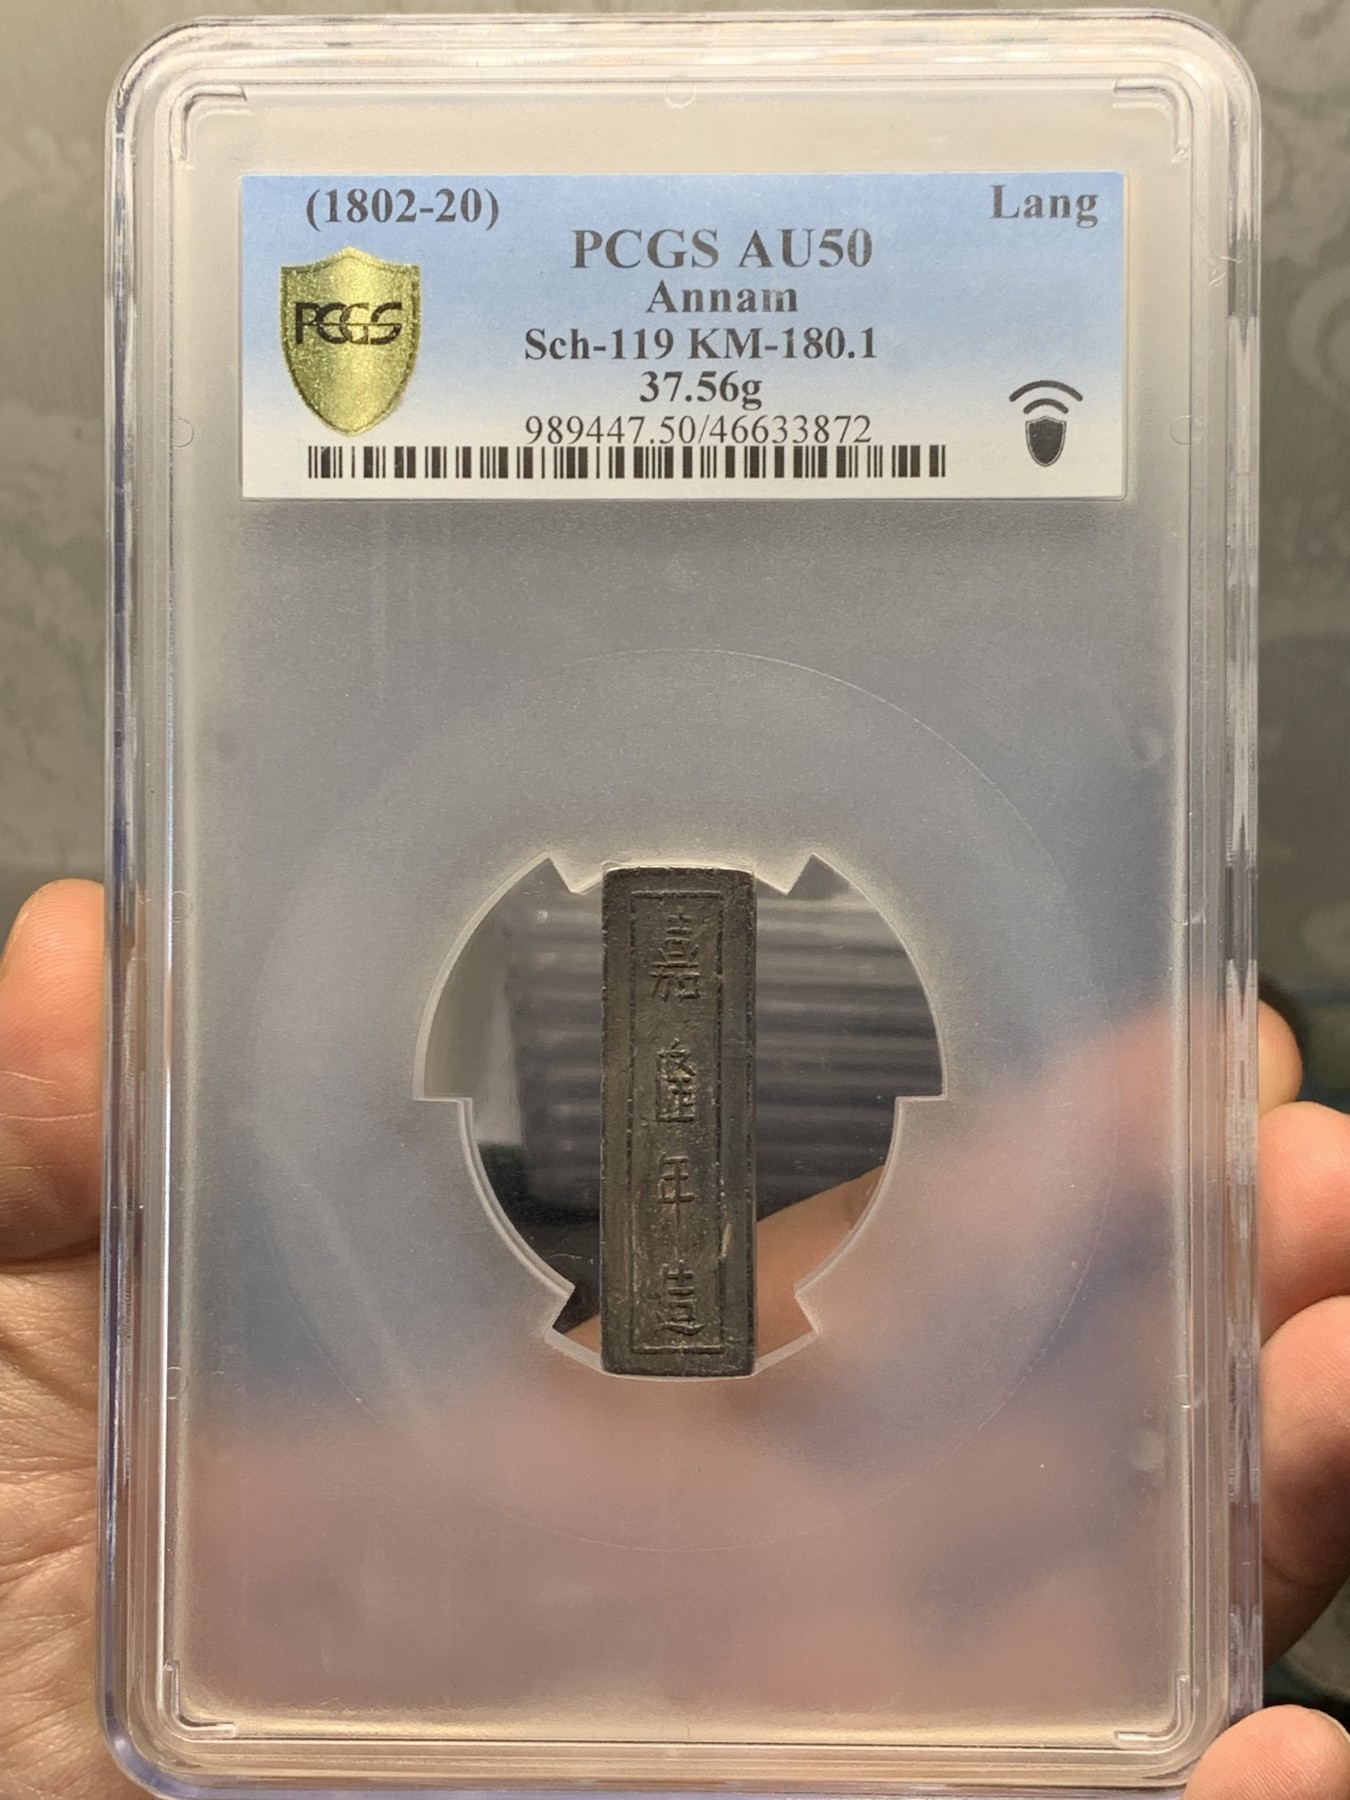 (1802-20) Lang
PCGS AU50
Annam
PCGS
Sch-119 KM-180.1
37.56g
989447.50/46633872
嘉
隆
年
造